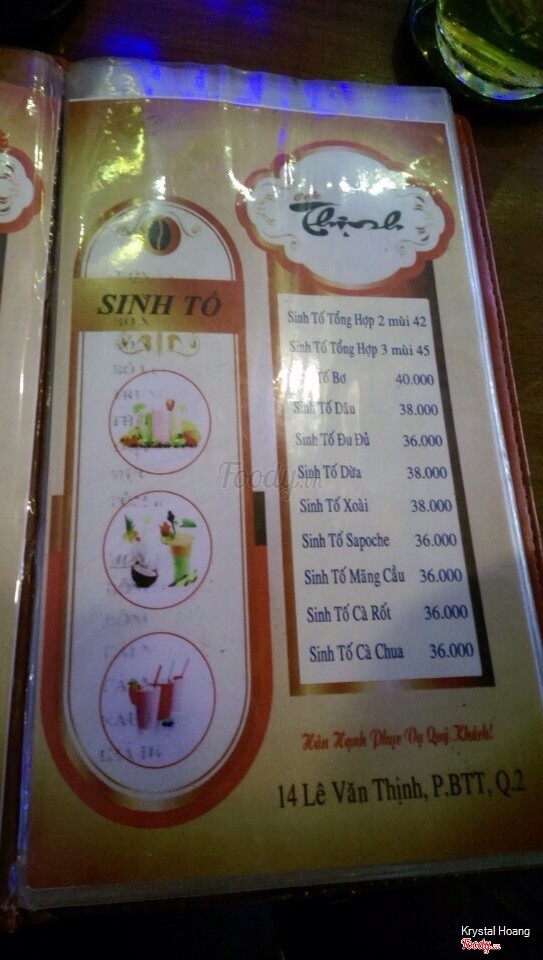 Thịnh
SINH TỐ
Sinh Tố Tổng Hợp 2 mùi 42
Sinh Tố Tổng Hợp 3 mùi 45
Tố Bơ 40.000
Sinh Tố Dâu 38.000
Sinh Tố Đu Đủ 36.000
Sinh Tố Dừa 38.000
Sinh Tố Xoài 38.000
Sinh Tố Sapoche 36.000
Sinh Tố Mãng Cầu 36.000
Sinh Tố Cà Rốt 36.000
Sinh Tố Cà Chua 36.000
Hân Hạnh Phục Vụ Quý Khách!
14 Lê Văn Thịnh, P.BTT, Q.2
Foody.vn
Krystal Hoang
Foody.vn